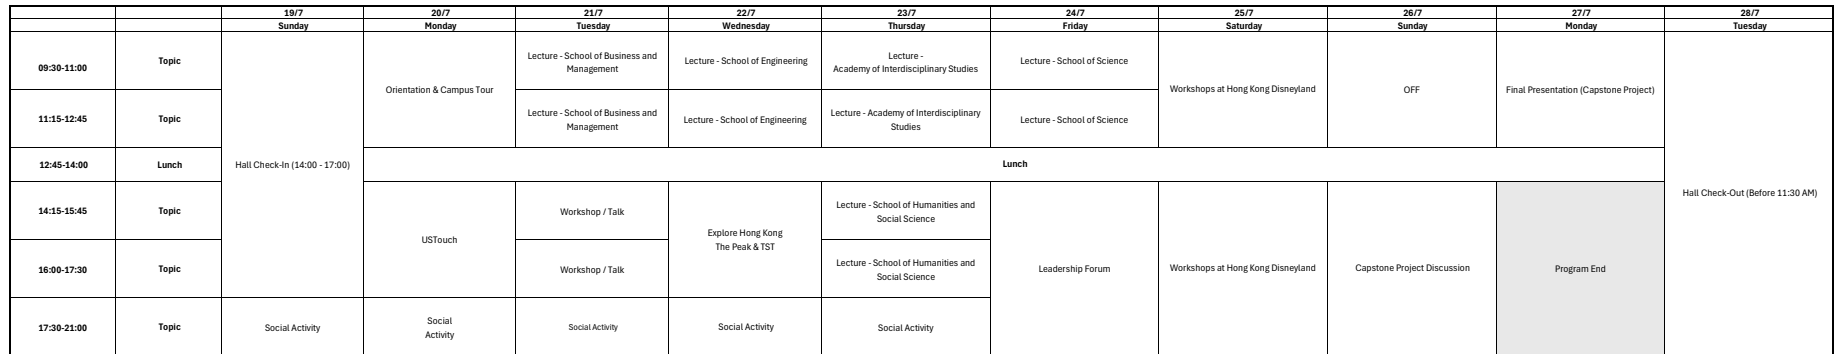 19/7 20/7 21/7 22/7 23/7 24/7 25/7 26/7 27/7 28/7
Sunday Monday Tuesday Wednesday Thursday Friday Saturday Sunday Monday Tuesday
09:30-11:00
Topic
Lecture - School of Business and
Management
Lecture - School of Engineering
Lecture -
Academy of Interdisciplinary Studies
Lecture - School of Science
Orientation & Campus Tour
Workshops at Hong Kong Disneyland
OFF
Final Presentation (Capstone Project)
11:15-12:45
Topic
Lecture - School of Business and
Management
Lecture - School of Engineering
Lecture - Academy of Interdisciplinary
Studies
Lecture - School of Science
12:45-14:00
Lunch
Hall Check-In (14:00 - 17:00)
Lunch
Hall Check-Out (Before 11:30 AM)
14:15-15:45
Topic
USTouch
Workshop / Talk
Explore Hong Kong
The Peak & TST
Lecture - School of Humanities and
Social Science
16:00-17:30
Topic
Workshop / Talk
Lecture - School of Humanities and
Social Science
Leadership Forum
Workshops at Hong Kong Disneyland
Capstone Project Discussion
Program End
17:30-21:00
Topic
Social Activity
Social
Activity
Social Activity
Social Activity
Social Activity